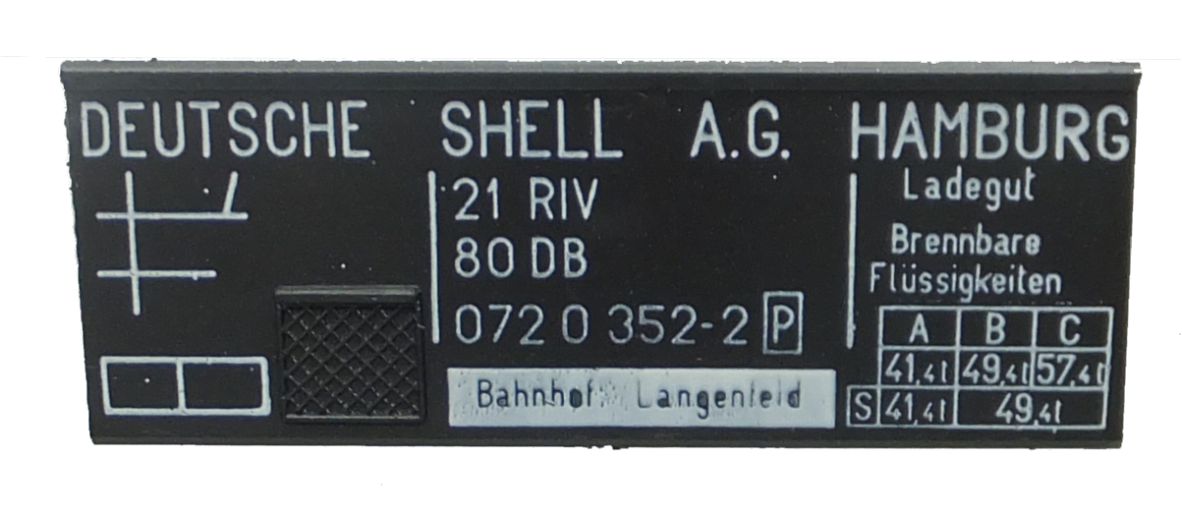 DEUTSCHE SHELL A.G. HAMBURG
21 RIV
80 DB
072 0 352-2 P
Bahnhof: Langenfeld
Ladegut
Brennbare
Flüssigkeiten
A B C
41,4t 49,4t 57,4t
S 41,4t 49,4t